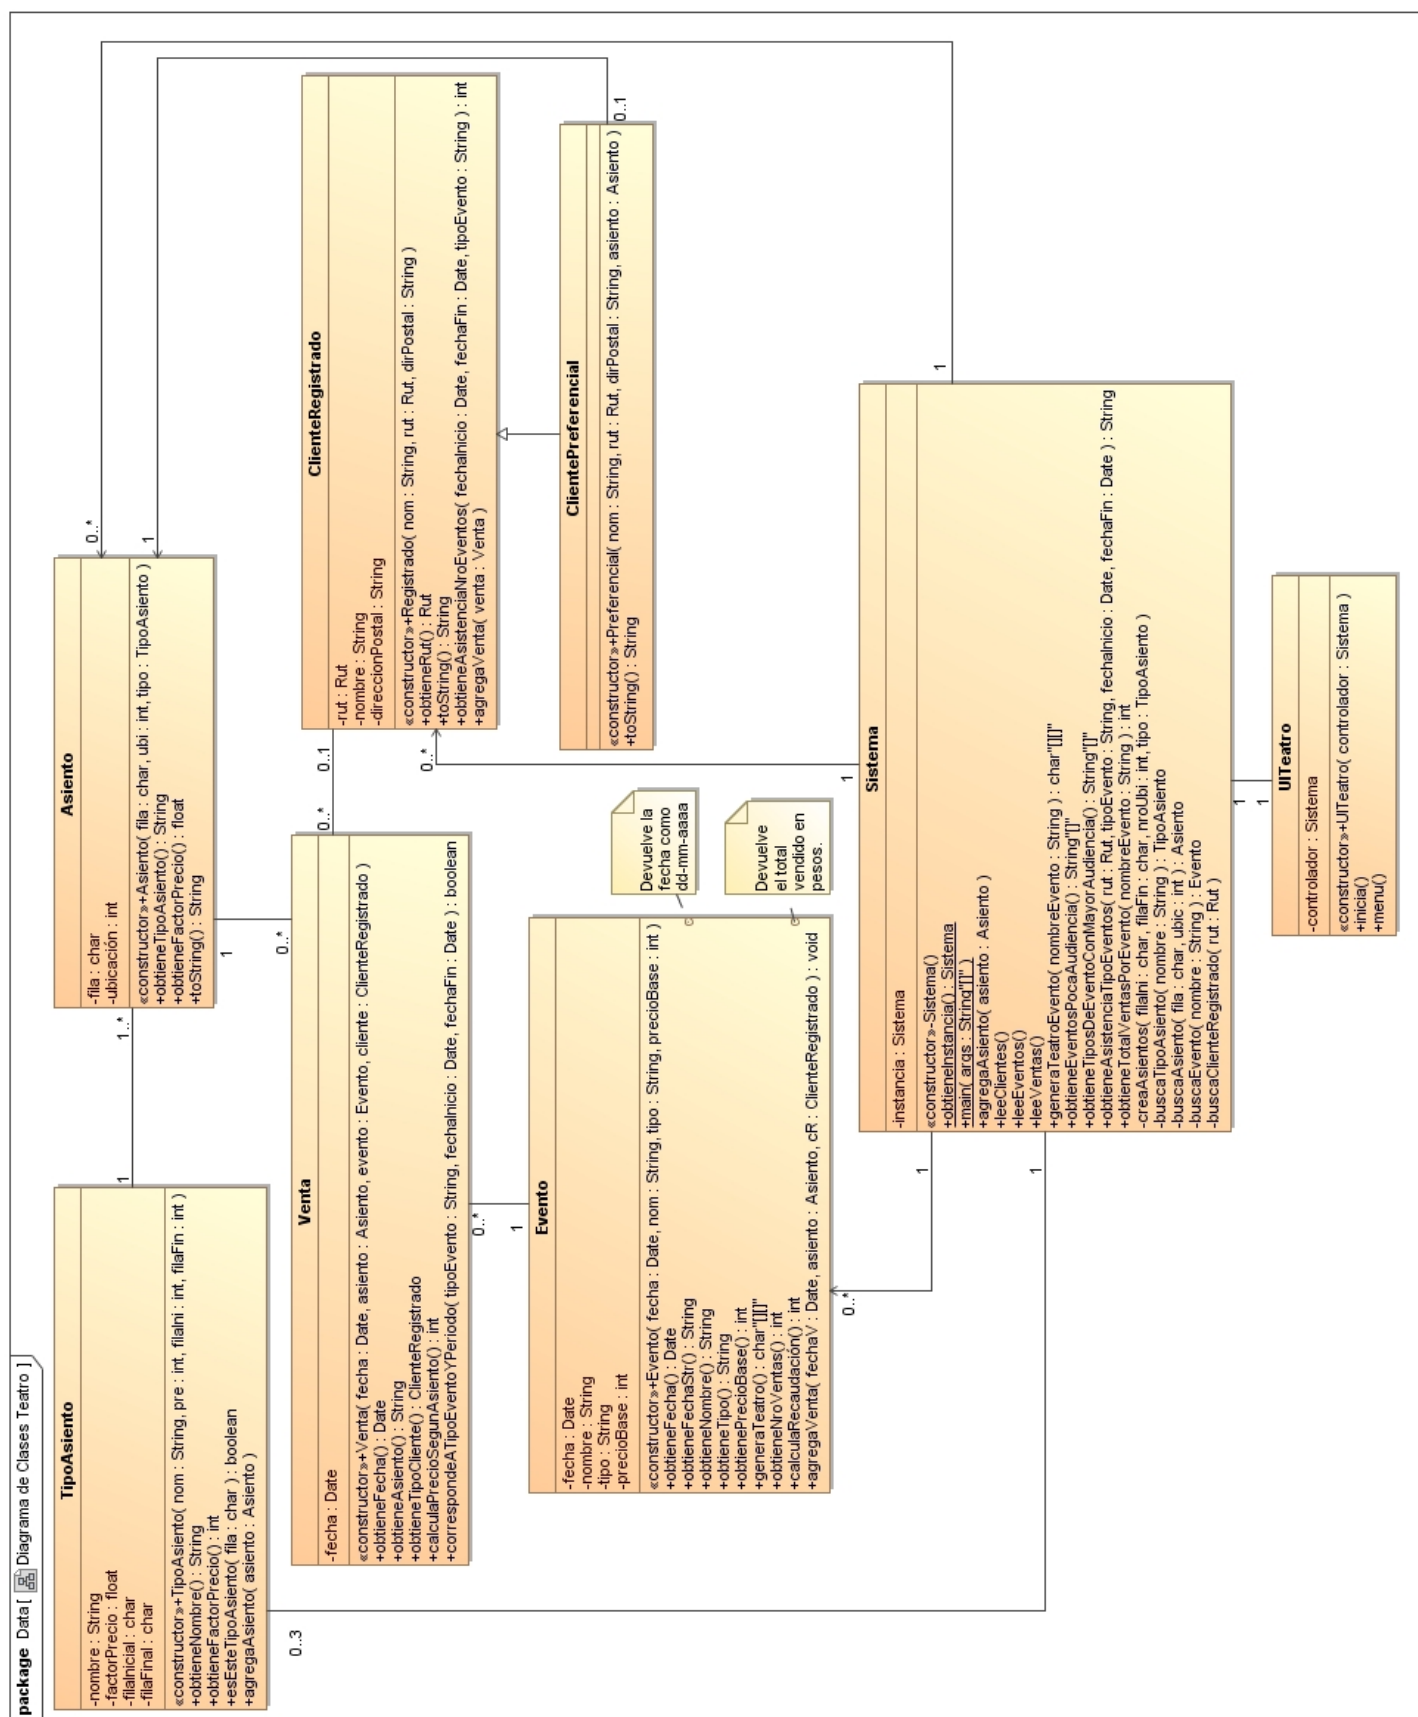 package Data[ Diagrama de Clases Teatro ]
TipoAsiento
-nombre : String
-factorPrecio : float
-filaInicial : char
-filaFinal : char
«constructor»+TipoAsiento( nom : String, pre : int, filaIni : int, filaFin : int )
+obtieneNombre() : String
+obtieneFactorPrecio() : int
+esEsteTipoAsiento( fila : char ) : boolean
+agregaAsiento( asiento : Asiento )
1
1..*
0..3
Asiento
-fila : char
-ubicación : int
«constructor»+Asiento( fila : char, ubi : int, tipo : TipoAsiento )
+obtieneTipoAsiento() : String
+obtieneFactorPrecio() : float
+toString() : String
0..*
1
1
0..*
Venta
-fecha : Date
«constructor»+Venta( fecha : Date, asiento : Asiento, evento : Evento, cliente : ClienteRegistrado )
+obtieneFecha() : Date
+obtieneAsiento() : String
+obtieneTipoCliente() : ClienteRegistrado
+calculaPrecioSegunAsiento() : int
+correspondeATipoEventoYPeriodo( tipoEvento : String, fechaInicio : Date, fechaFin : Date ) : boolean
0..*
0..1
ClienteRegistrado
-rut : Rut
-nombre : String
-direccionPostal : String
«constructor»+Registrado( nom : String, rut : Rut, dirPostal : String )
+obtieneRut() : Rut
+toString() : String
+obtieneAsistenciaNroEventos( fechaInicio : Date, fechaFin : Date, tipoEvento : String ) : int
+agregaVenta( venta : Venta )
0..*
ClientePreferencial
«constructor»+Preferencial( nom : String, rut : Rut, dirPostal : String, asiento : Asiento )
+toString() : String
0..1
0..*
1
Evento
-fecha : Date
-nombre : String
-tipo : String
-precioBase : int
«constructor»+Evento( fecha : Date, nom : String, tipo : String, precioBase : int )
+obtieneFecha() : Date
+obtieneFechaStr() : String
+obtieneNombre() : String
+obtieneTipo() : String
+obtienePrecioBase() : int
+generaTeatro() : char"[][]"
+obtieneNroVentas() : int
+calculaRecaudación() : int
+agregaVenta( fechaV : Date, asiento : Asiento, cR : ClienteRegistrado ) : void
Devuelve la
fecha como
dd-mm-aaaa
Devuelve
el total
vendido en
pesos.
0..*
1
1
1
1
Sistema
-instancia : Sistema
«constructor»-Sistema()
+obtieneInstancia() : Sistema
+main( args : String"[]" )
+agregaAsiento( asiento : Asiento )
+leeClientes()
+leeEventos()
+leeVentas()
+generaTeatroEvento( nombreEvento : String ) : char"[][]"
+obtieneEventosPocaAudiencia() : String"[]"
+obtieneTiposDeEventoConMayorAudiencia() : String"[]"
+obtieneAsistenciaTipoEventos( rut : Rut, tipoEvento : String, fechaInicio : Date, fechaFin : Date ) : String
+obtieneTotalVentasPorEvento( nombreEvento : String ) : int
-creaAsientos( filaIni : char, filaFin : char, nroUbi : int, tipo : TipoAsiento )
-buscaTipoAsiento( nombre : String ) : TipoAsiento
-buscaAsiento( fila : char, ubic : int ) : Asiento
-buscaEvento( nombre : String ) : Evento
-buscaClienteRegistrado( rut : Rut )
1
1
UITeatro
-controlador : Sistema
«constructor»+UITeatro( controlador : Sistema )
+inicia()
+menu()